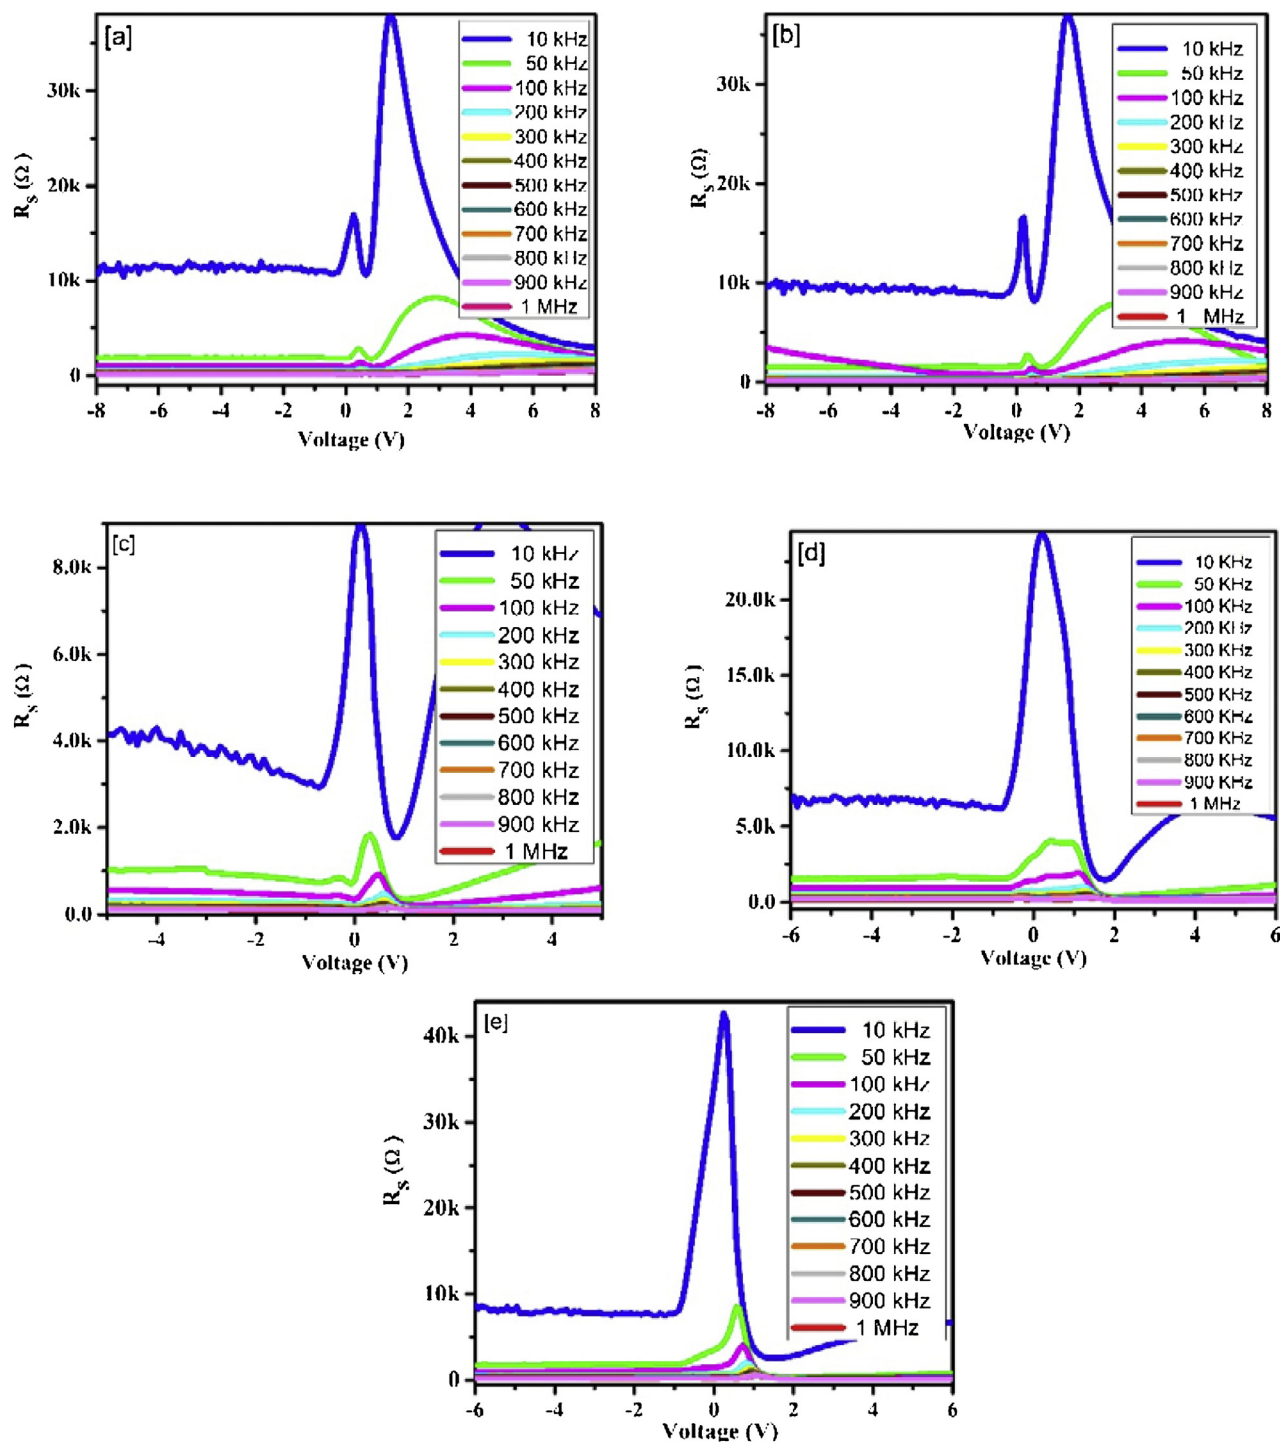 [a]
10 kHz
50 kHz
100 kHz
200 kHz
300 kHz
400 kHz
500 kHz
600 kHz
700 kHz
800 kHz
900 kHz
1 MHz
30k
20k
10k
0
Rs (Ω)
-8 -6 -4 -2 0 2 4 6 8
Voltage (V)
[b]
10 kHz
50 kHz
100 kHz
200 kHz
300 kHz
400 kHz
500 kHz
600 kHz
700 kHz
800 kHz
900 kHz
1 MHz
30k
20k
10k
0
Rs (Ω)
-8 -6 -4 -2 0 2 4 6 8
Voltage (V)
[c]
10 kHz
50 kHz
100 kHz
200 kHz
300 kHz
400 kHz
500 kHz
600 kHz
700 kHz
800 kHz
900 kHz
1 MHz
8.0k
6.0k
4.0k
2.0k
0.0
Rs (Ω)
-4 -2 0 2 4
Voltage (V)
[d]
10 KHz
50 KHz
100 KHz
200 KHz
300 KHz
400 KHz
500 KHz
600 KHz
700 KHz
800 KHz
900 KHz
1 MHz
20.0k
15.0k
10.0k
5.0k
0.0
Rs (Ω)
-6 -4 -2 0 2 4 6
Voltage (V)
[e]
10 kHz
50 kHz
100 kHz
200 kHz
300 kHz
400 kHz
500 kHz
600 kHz
700 kHz
800 kHz
900 kHz
1 MHz
40k
30k
20k
10k
0
Rs (Ω)
-6 -4 -2 0 2 4 6
Voltage (V)